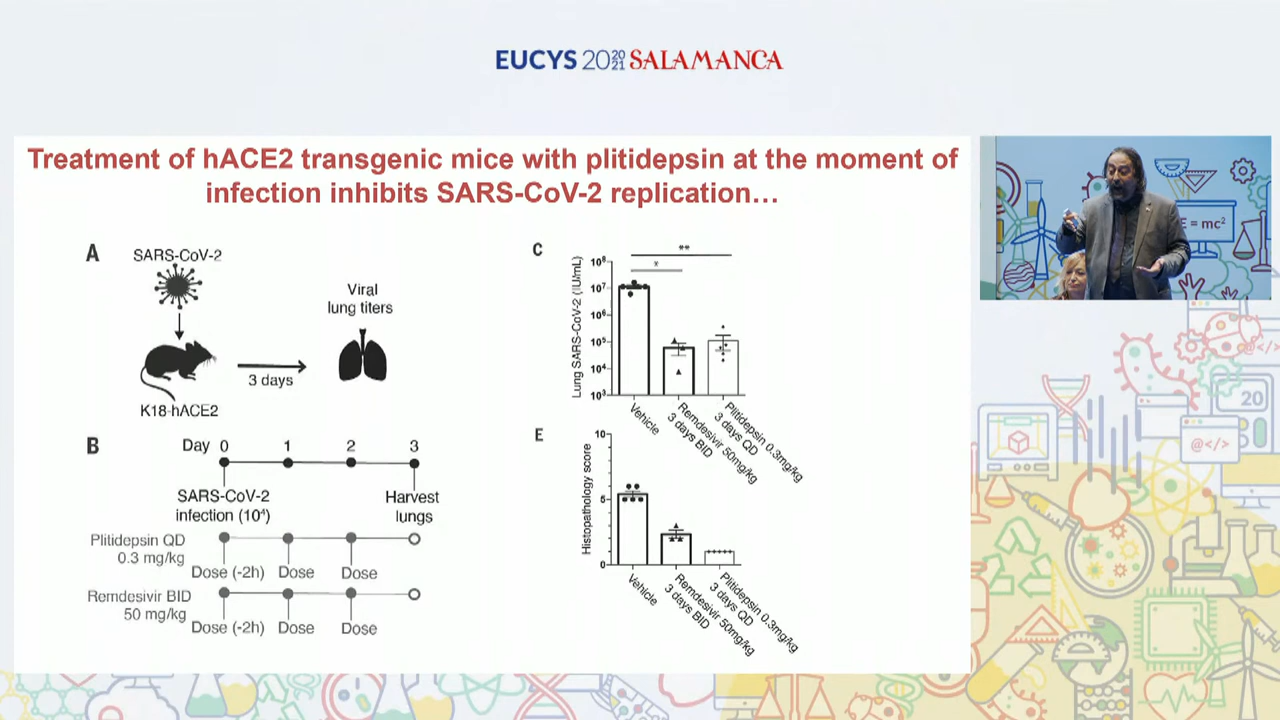 EUCYS 2020 2021 SALAMANCA
Treatment of hACE2 transgenic mice with plitidepsin at the moment of
infection inhibits SARS-CoV-2 replication…
A
SARS-CoV-2
Viral
lung titers
3 days
K18-hACE2
B
Day 0 1 2 3
SARS-CoV-2
infection (10⁴)
Harvest
lungs
Plitidepsin QD
0.3 mg/kg
Dose (-2h) Dose Dose
Remdesivir BID
50 mg/kg
Dose (-2h) Dose Dose
C
Lung SARS-CoV-2 (IU/mL)
10⁸
10⁷
10⁶
10⁵
10⁴
10³
*
**
Vehicle
Remdesivir 50mg/kg
3 days BID
Plitidepsin 0.3mg/kg
3 days QD
E
Histopathology score
10
5
0
Vehicle
Remdesivir 50mg/kg
3 days BID
Plitidepsin 0.3mg/kg
3 days QD
E = mc²
@</>
20
@</>